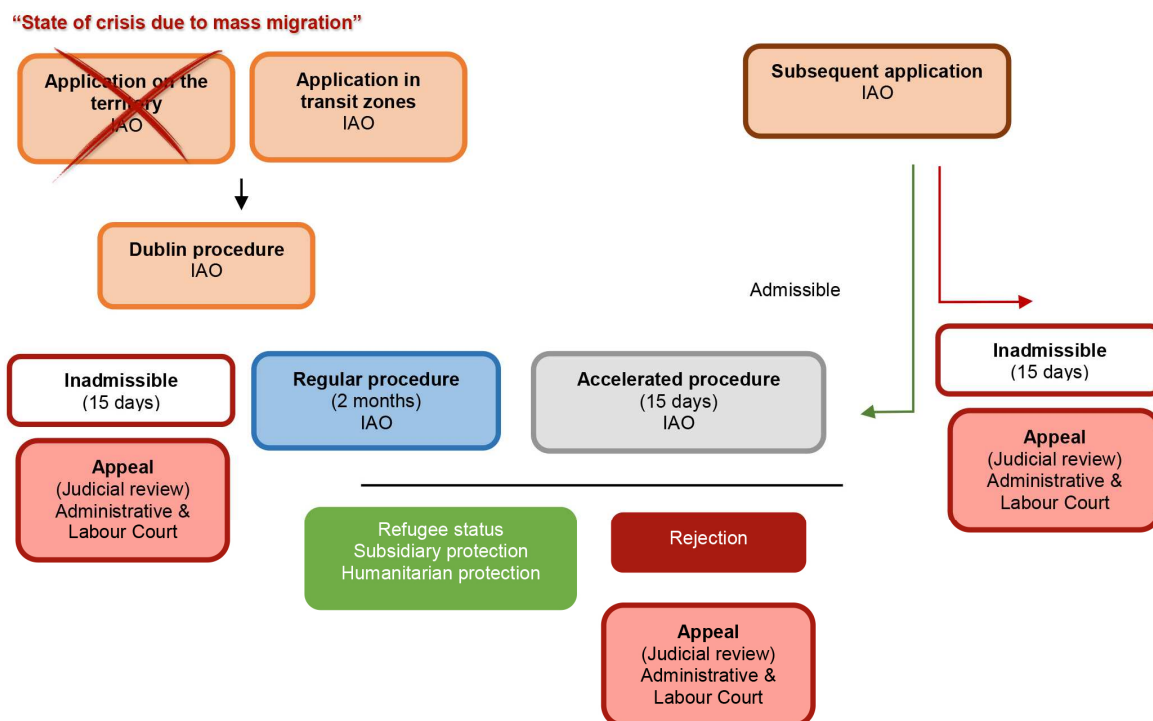 “State of crisis due to mass migration”
Application on the
territory
IAO
Application in
transit zones
IAO
Subsequent application
IAO
Dublin procedure
IAO
Admissible
Inadmissible
(15 days)
Regular procedure
(2 months)
IAO
Accelerated procedure
(15 days)
IAO
Inadmissible
(15 days)
Appeal
(Judicial review)
Administrative &
Labour Court
Appeal
(Judicial review)
Administrative &
Labour Court
Refugee status
Subsidiary protection
Humanitarian protection
Rejection
Appeal
(Judicial review)
Administrative &
Labour Court